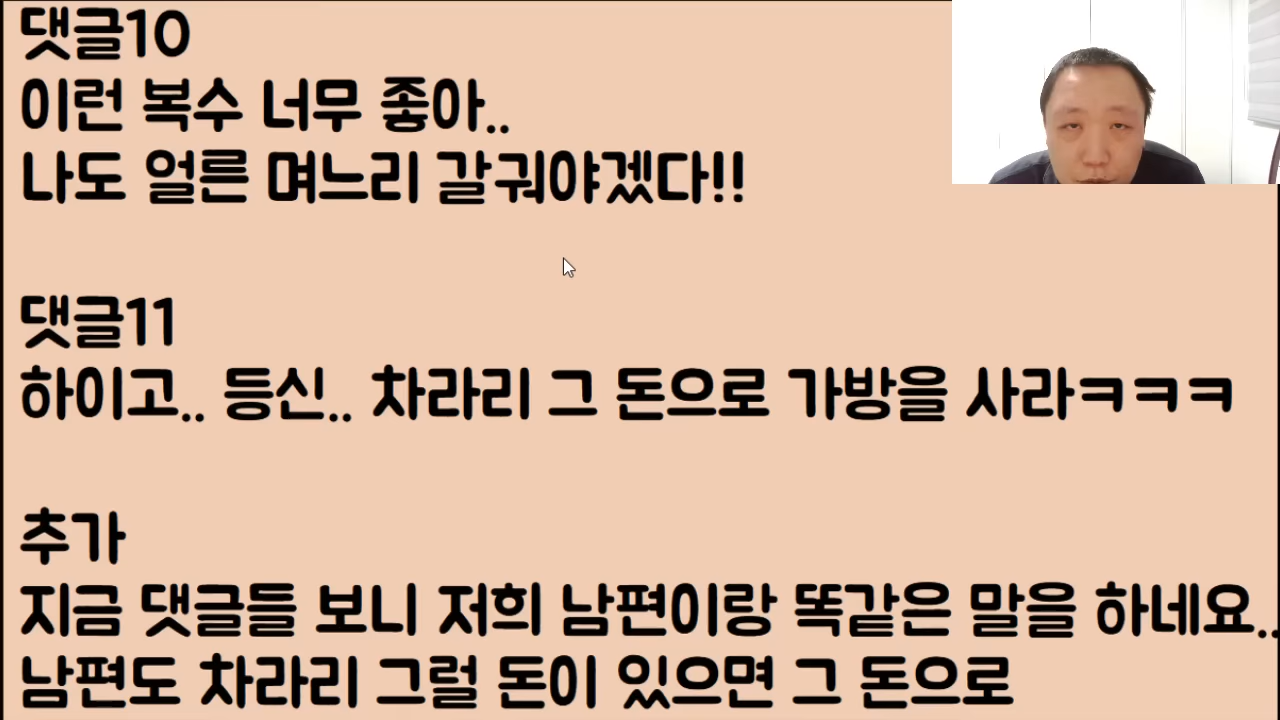 댓글10
이런 복수 너무 좋아..
나도 얼른 며느리 갈궈야겠다!!
댓글11
하이고.. 등신.. 차라리 그 돈으로 가방을 사라ㅋㅋㅋ
추가
지금 댓글들 보니 저희 남편이랑 똑같은 말을 하네요..
남편도 차라리 그럴 돈이 있으면 그 돈으로